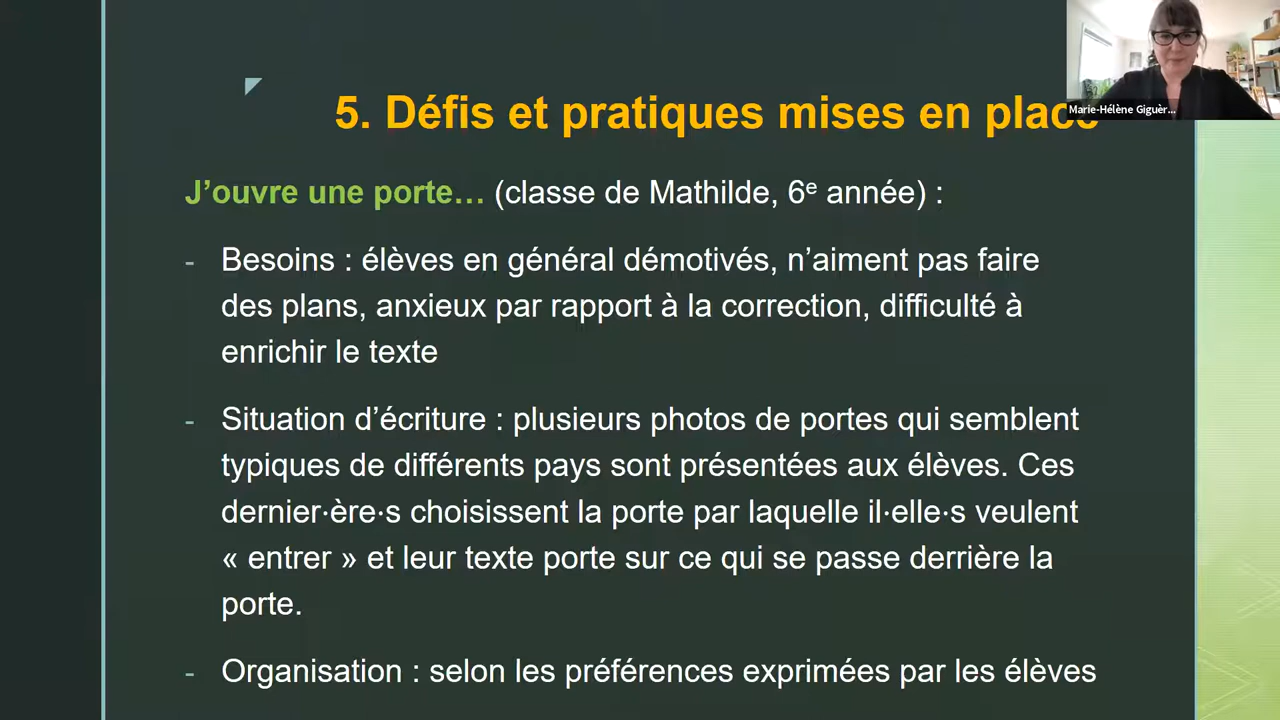 5. Défis et pratiques mises en place
Marie-Hélène Giguèr...
J'ouvre une porte… (classe de Mathilde, 6e année) :
- Besoins : élèves en général démotivés, n'aiment pas faire
des plans, anxieux par rapport à la correction, difficulté à
enrichir le texte
- Situation d'écriture : plusieurs photos de portes qui semblent
typiques de différents pays sont présentées aux élèves. Ces
dernier·ère·s choisissent la porte par laquelle il·elle·s veulent
« entrer » et leur texte porte sur ce qui se passe derrière la
porte.
- Organisation : selon les préférences exprimées par les élèves